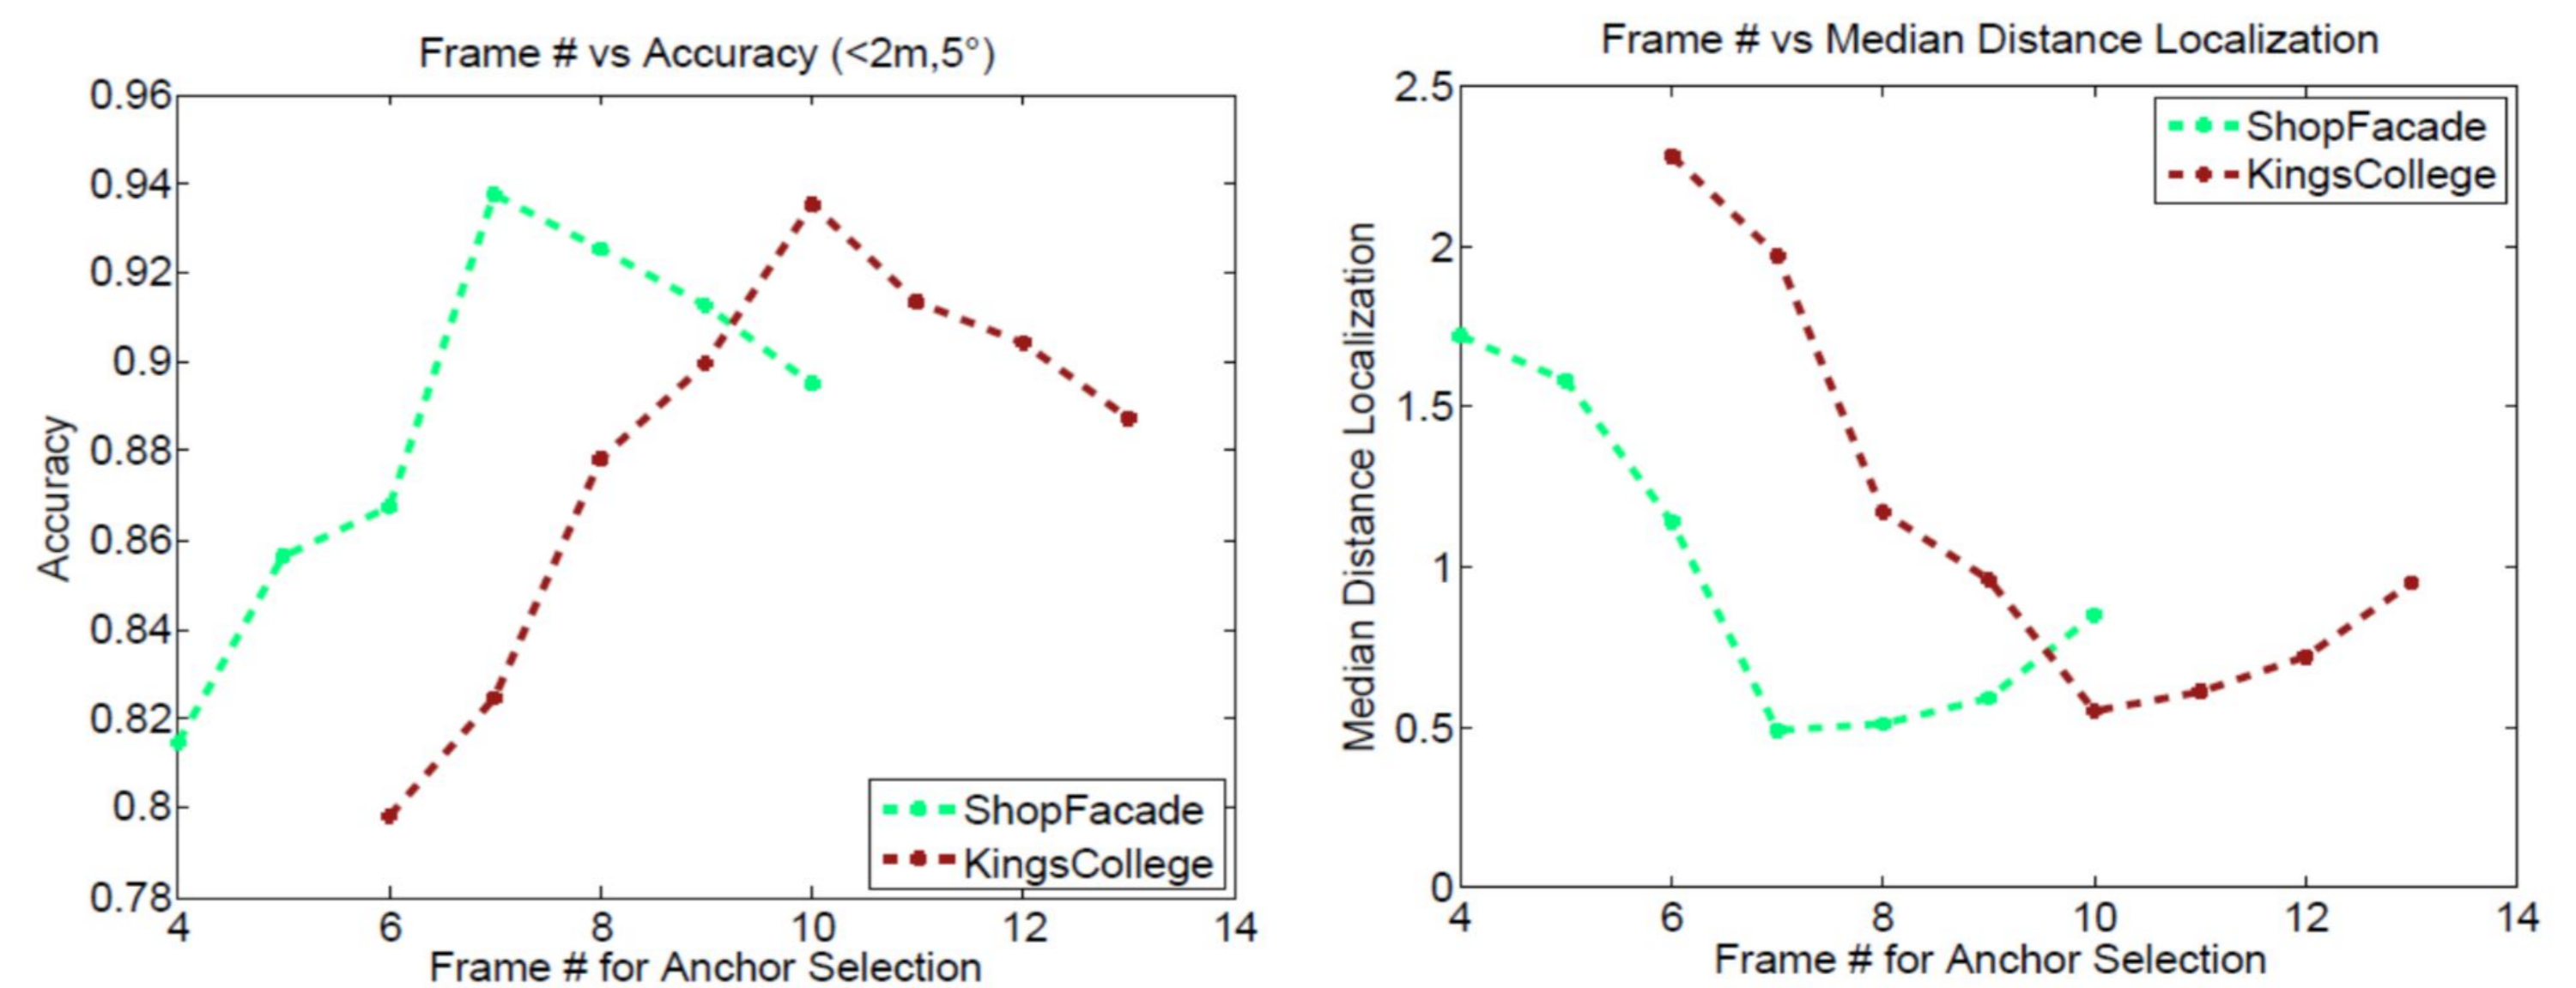 Frame # vs Accuracy (<2m,5°)
0.96
0.94
0.92
0.9
0.88
0.86
0.84
0.82
0.8
0.78
Accuracy
4 6 8 10 12 14
Frame # for Anchor Selection
ShopFacade
KingsCollege
Frame # vs Median Distance Localization
2.5
2
1.5
1
0.5
0
Median Distance Localization
4 6 8 10 12 14
Frame # for Anchor Selection
ShopFacade
KingsCollege